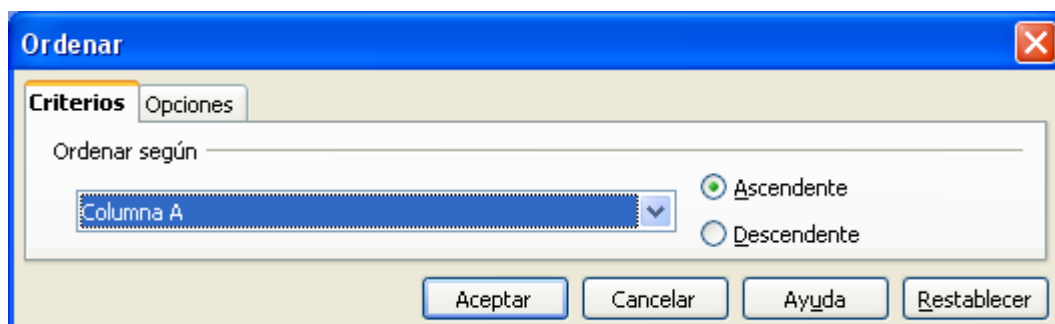 Ordenar
Criterios Opciones
Ordenar según
Columna A
Ascendente
Descendente
Aceptar Cancelar Ayuda Restablecer